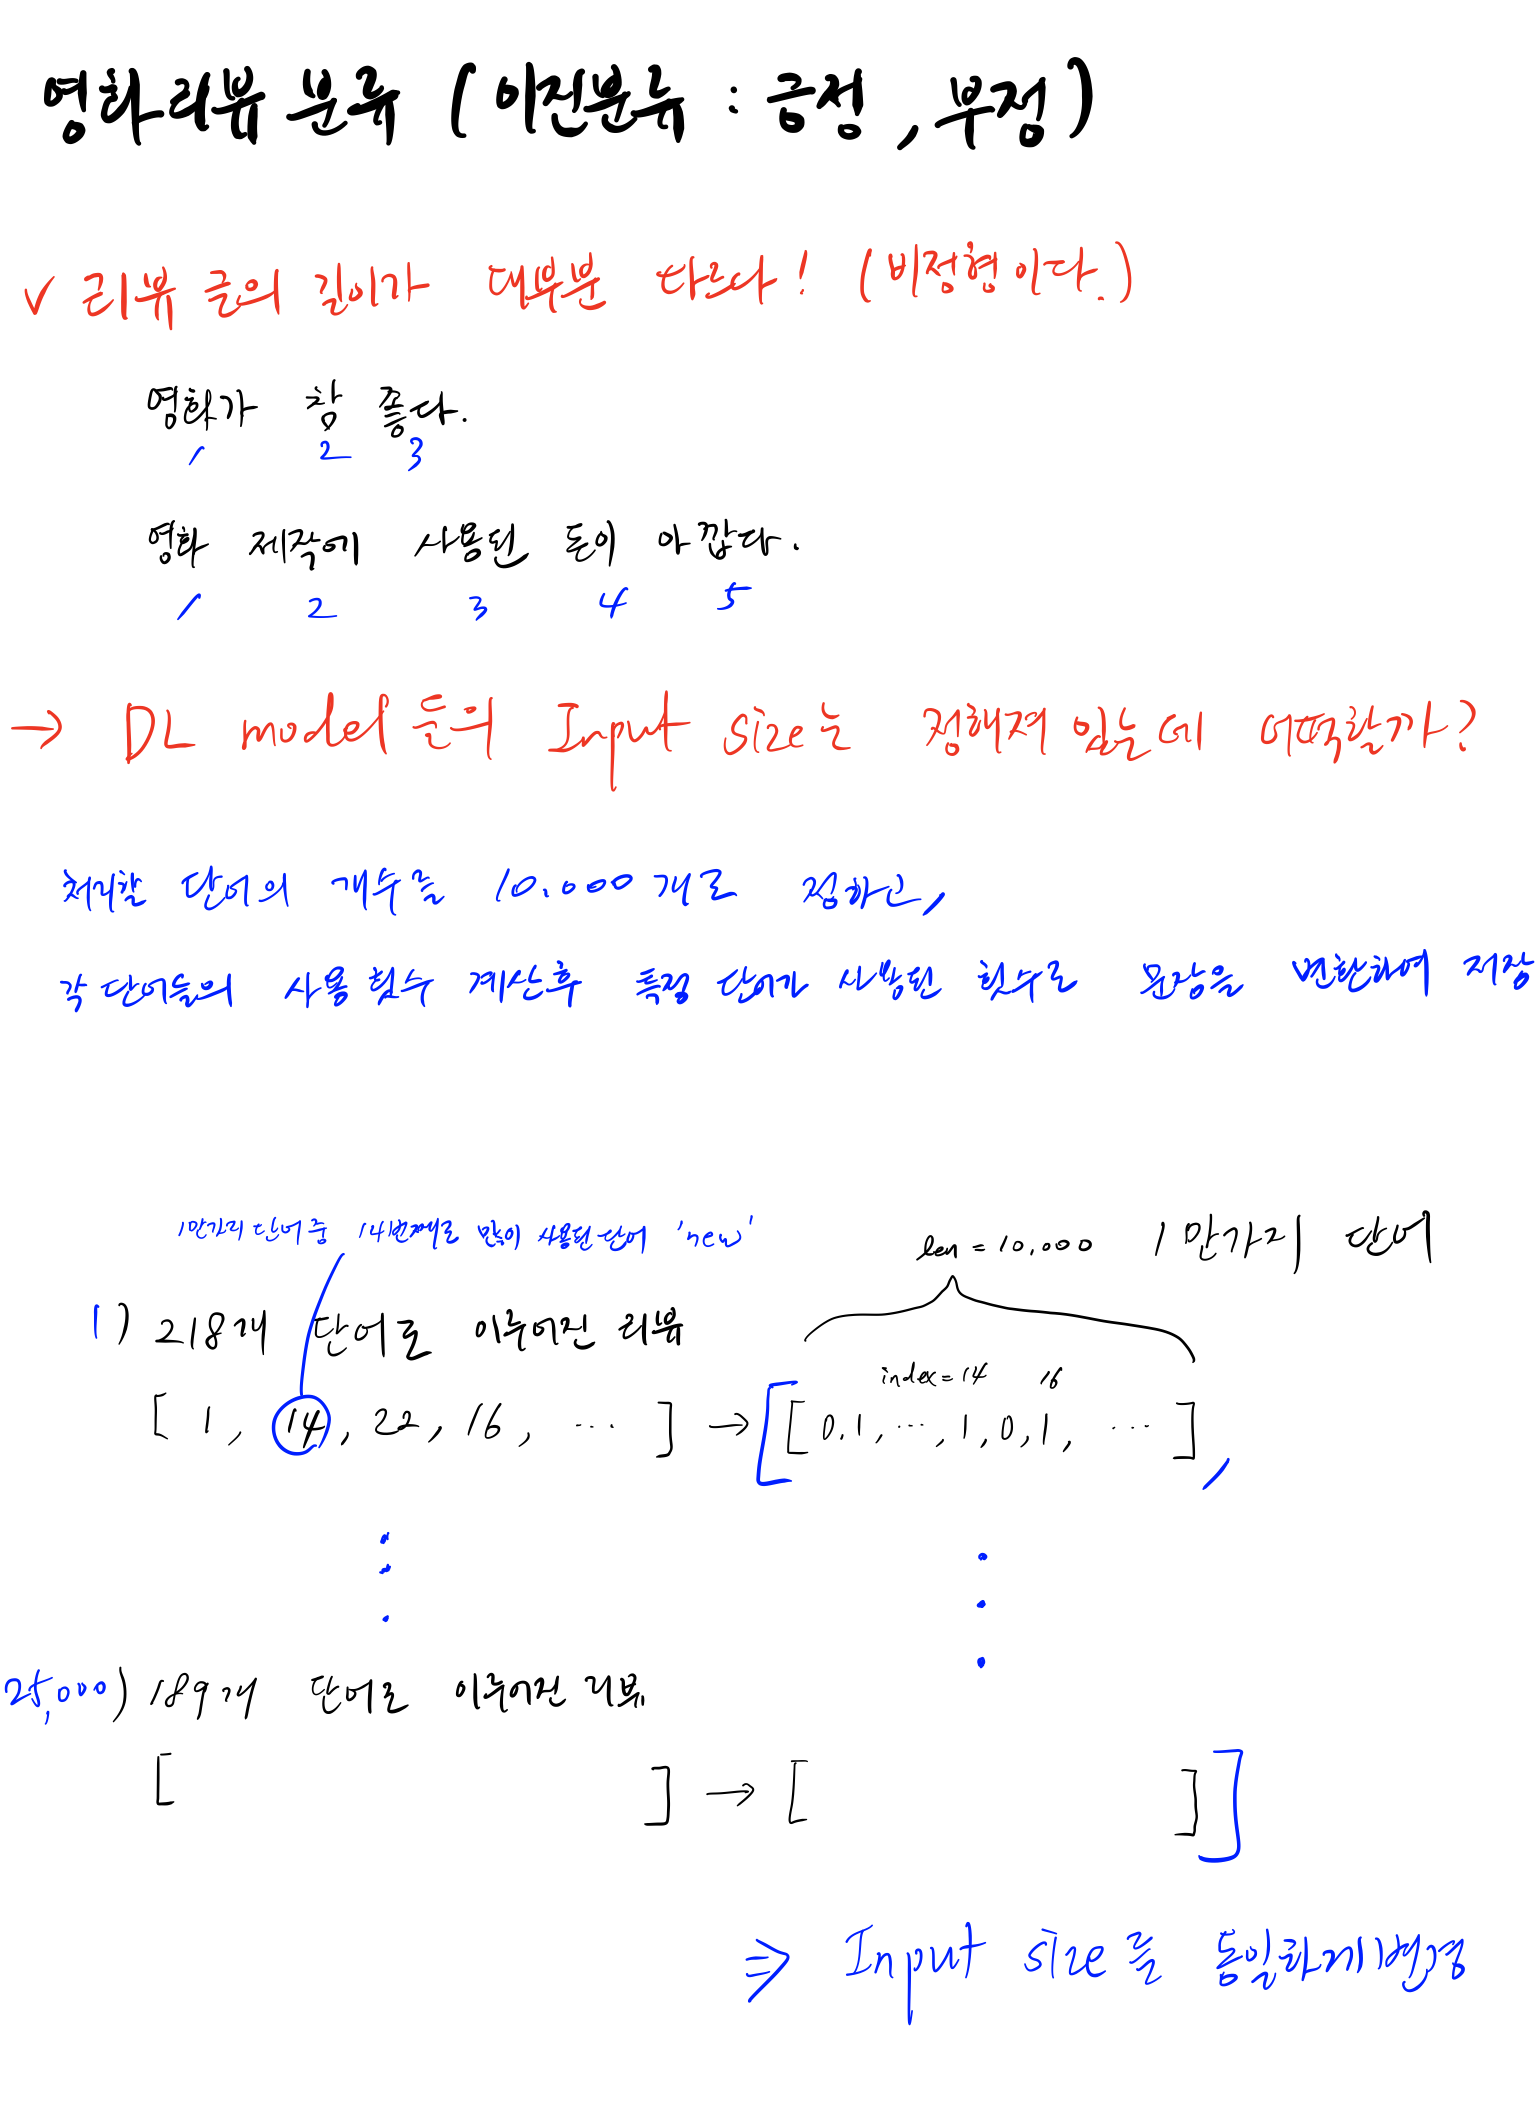 영화리뷰 분류 (이진분류 : 긍정, 부정)
✓ 리뷰 글의 길이가 대부분 다르다! (비정형이다.)
영화가 참 좋다.
1 2 3
영화 제작에 사용된 돈이 아깝다.
1 2 3 4 5
→ DL model들의 Input size는 정해져 있는데 어떡할까?
처리할 단어의 개수를 10.000개로 정하고,
각 단어들의 사용 횟수 계산후 특정 단어가 사용된 횟수로 문장을 변환하여 저장
1만가지 단어 중 14번째로 많이 사용된 단어 'new'
len = 10,000 1만가지 단어
1) 218개 단어로 이루어진 리뷰
index=14 16
[ 1, 14, 22, 16, ... ] → [[ 0.1, ..., 1, 0, 1, ... ],
25,000) 189개 단어로 이루어진 리뷰
[ ] → [ ]]
⇒ Input size를 동일하게 변경